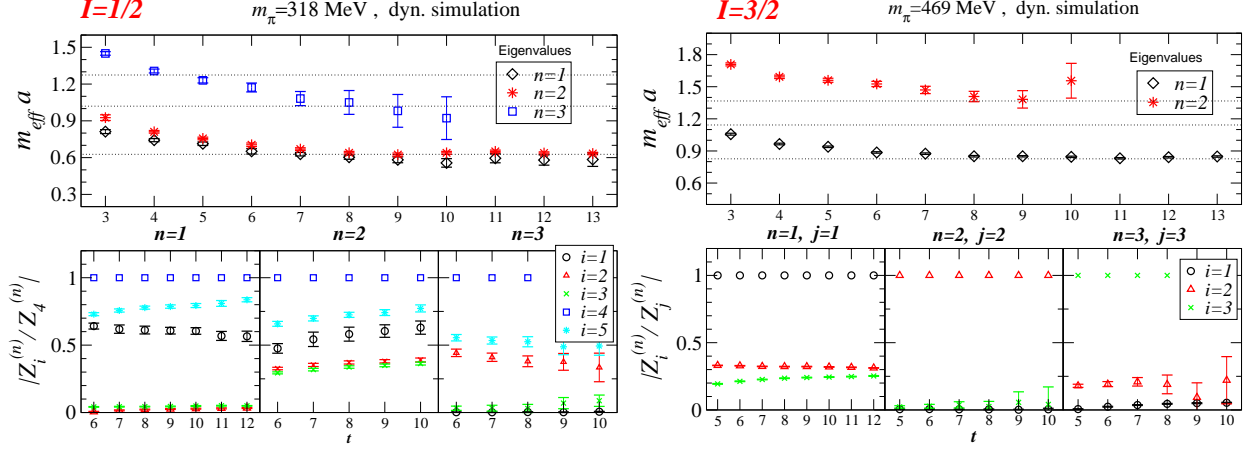 I=1/2
m_π=318 MeV , dyn. simulation
m_eff a
1.5
1.2
0.9
0.6
0.3
Eigenvalues
n=1
n=2
n=3
3 4 5 6 7 8 9 10 11 12 13
n=1 n=2 n=3
|Z_i^(n) / Z_4^(n)|
1
0.5
0
i=1
i=2
i=3
i=4
i=5
6 7 8 9 10 11 12 6 7 8 9 10 6 7 8 9 10
t
I=3/2
m_π=469 MeV , dyn. simulation
m_eff a
1.8
1.5
1.2
0.9
0.6
Eigenvalues
n=1
n=2
3 4 5 6 7 8 9 10 11 12 13
n=1, j=1 n=2, j=2 n=3, j=3
|Z_i^(n) / Z_j^(n)|
1
0.5
0
i=1
i=2
i=3
5 6 7 8 9 10 11 12 5 6 7 8 9 10 5 6 7 8 9 10
t